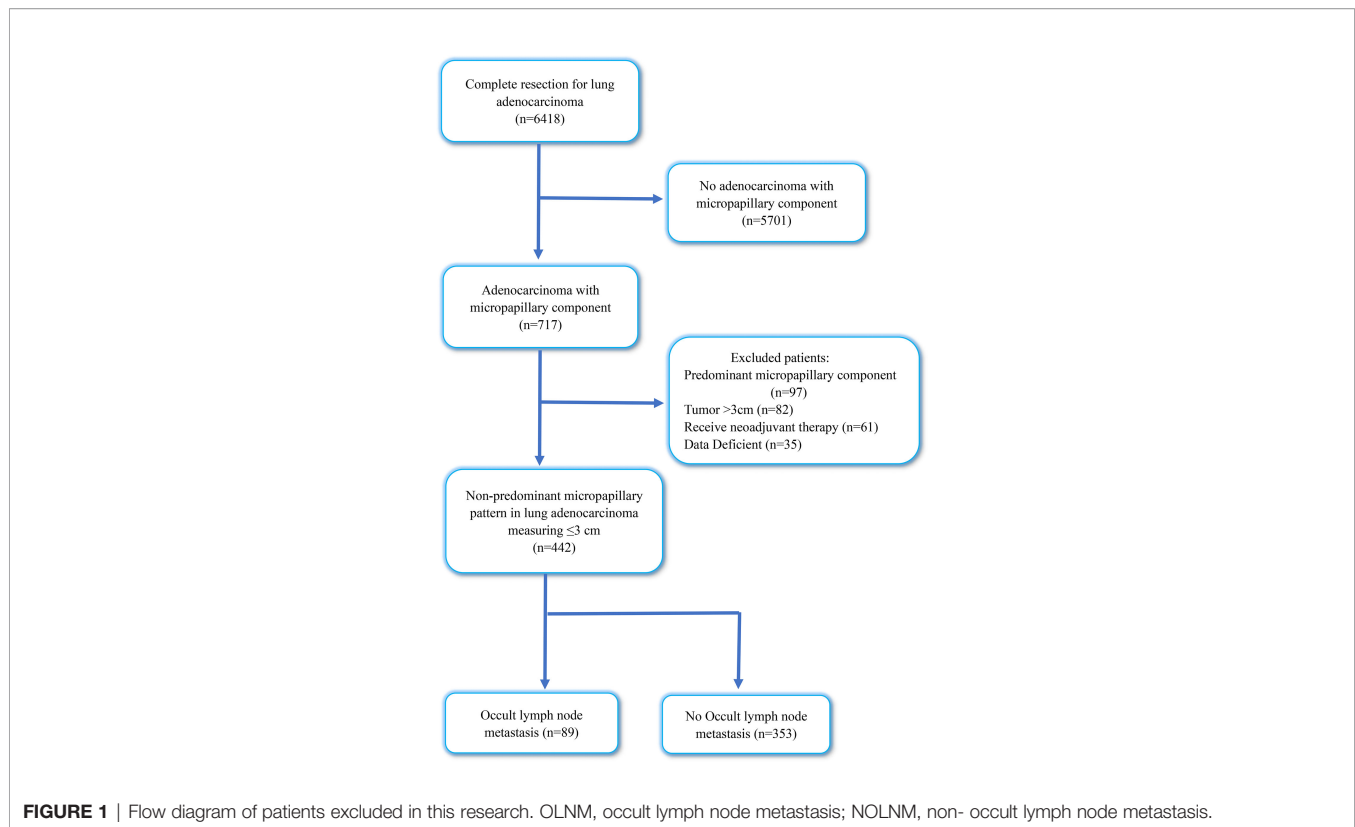 Complete resection for lung
adenocarcinoma
(n=6418)
No adenocarcinoma with
micropapillary component
(n=5701)
Adenocarcinoma with
micropapillary component
(n=717)
Excluded patients:
Predominant micropapillary component
(n=97)
Tumor >3cm (n=82)
Receive neoadjuvant therapy (n=61)
Data Deficient (n=35)
Non-predominant micropapillary
pattern in lung adenocarcinoma
measuring ≤3 cm
(n=442)
Occult lymph node
metastasis (n=89)
No Occult lymph node
metastasis (n=353)
FIGURE 1 | Flow diagram of patients excluded in this research. OLNM, occult lymph node metastasis; NOLNM, non- occult lymph node metastasis.